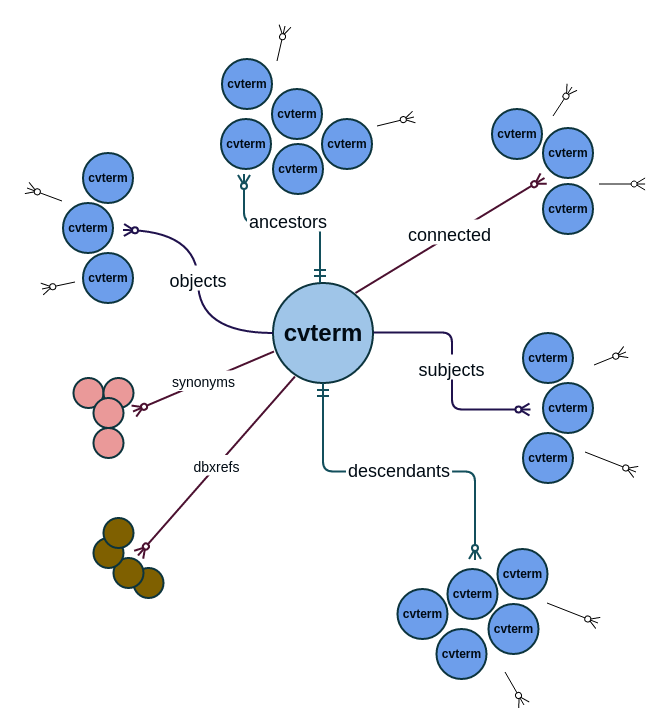 cvterm
cvterm
cvterm
cvterm
cvterm
ancestors
cvterm
cvterm
cvterm
connected
cvterm
cvterm
cvterm
objects
cvterm
cvterm
cvterm
cvterm
subjects
synonyms
dbxrefs
descendants
cvterm
cvterm
cvterm
cvterm
cvterm